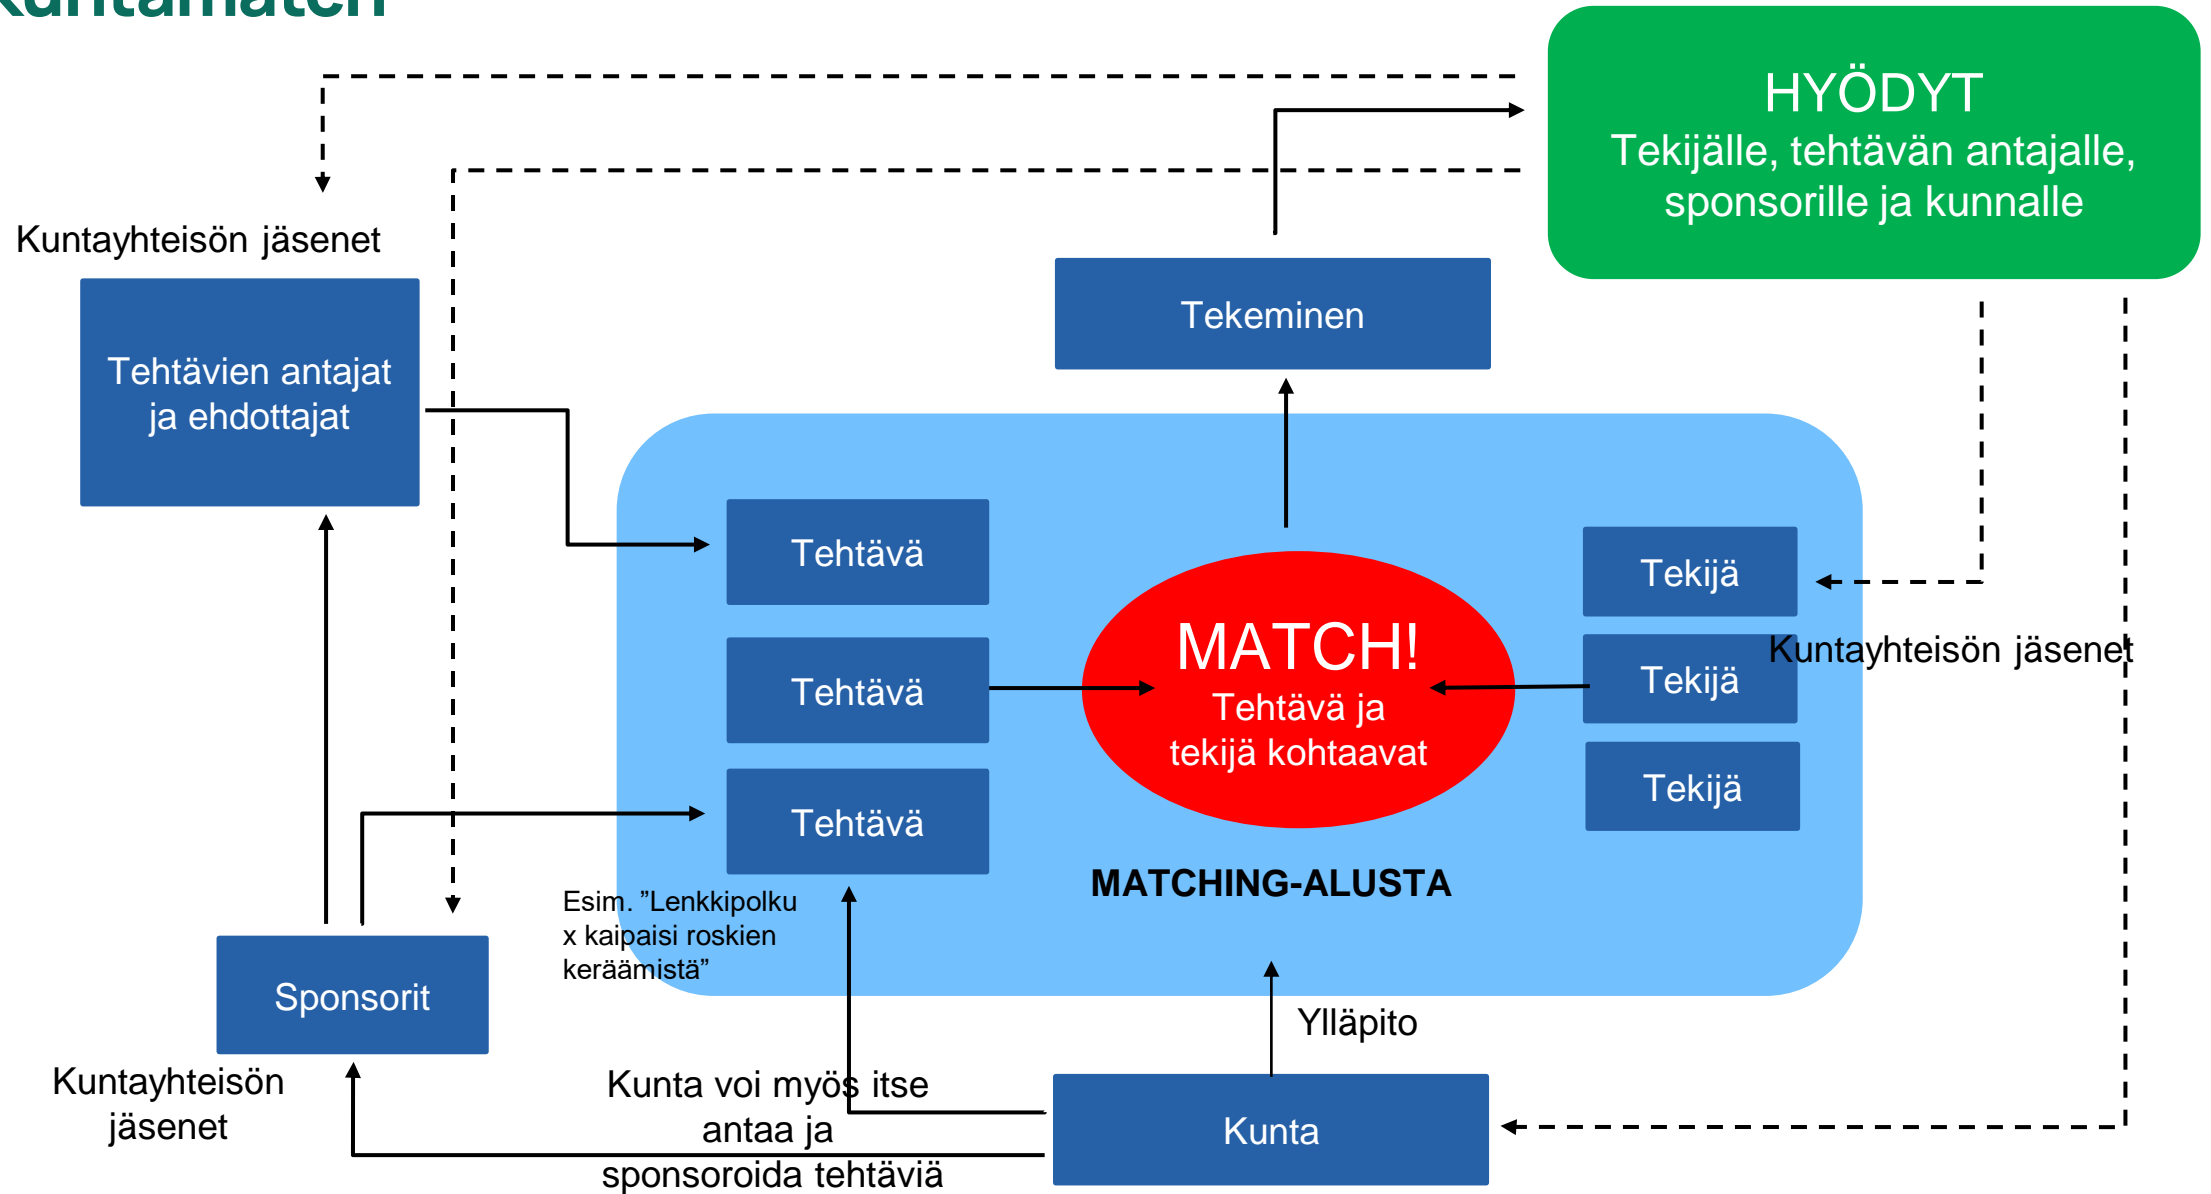 Kuntamatch
HYÖDYT
Tekijälle, tehtävän antajalle,
sponsorille ja kunnalle
Kuntayhteisön jäsenet
Tehtävien antajat
ja ehdottajat
Tekeminen
Tehtävä
Tehtävä
Tehtävä
MATCH!
Tehtävä ja
tekijä kohtaavat
Tekijä
Tekijä
Tekijä
Kuntayhteisön jäsenet
MATCHING-ALUSTA
Esim. ”Lenkkipolku
x kaipaisi roskien
keräämistä”
Sponsorit
Kuntayhteisön
jäsenet
Ylläpito
Kunta voi myös itse
antaa ja
sponsoroida tehtäviä
Kunta